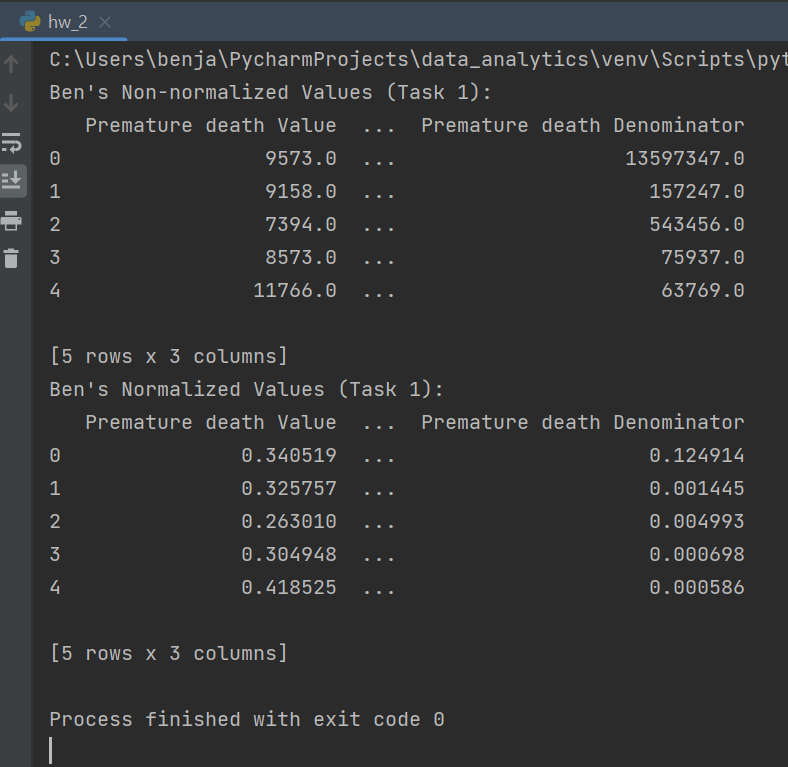 hw_2
C:\Users\benja\PycharmProjects\data_analytics\venv\Scripts\pyt
Ben's Non-normalized Values (Task 1):
   Premature death Value  ...  Premature death Denominator
0                 9573.0  ...                   13597347.0
1                 9158.0  ...                     157247.0
2                 7394.0  ...                     543456.0
3                 8573.0  ...                      75937.0
4                11766.0  ...                      63769.0
[5 rows x 3 columns]
Ben's Normalized Values (Task 1):
   Premature death Value  ...  Premature death Denominator
0               0.340519  ...                     0.124914
1               0.325757  ...                     0.001445
2               0.263010  ...                     0.004993
3               0.304948  ...                     0.000698
4               0.418525  ...                     0.000586
[5 rows x 3 columns]
Process finished with exit code 0